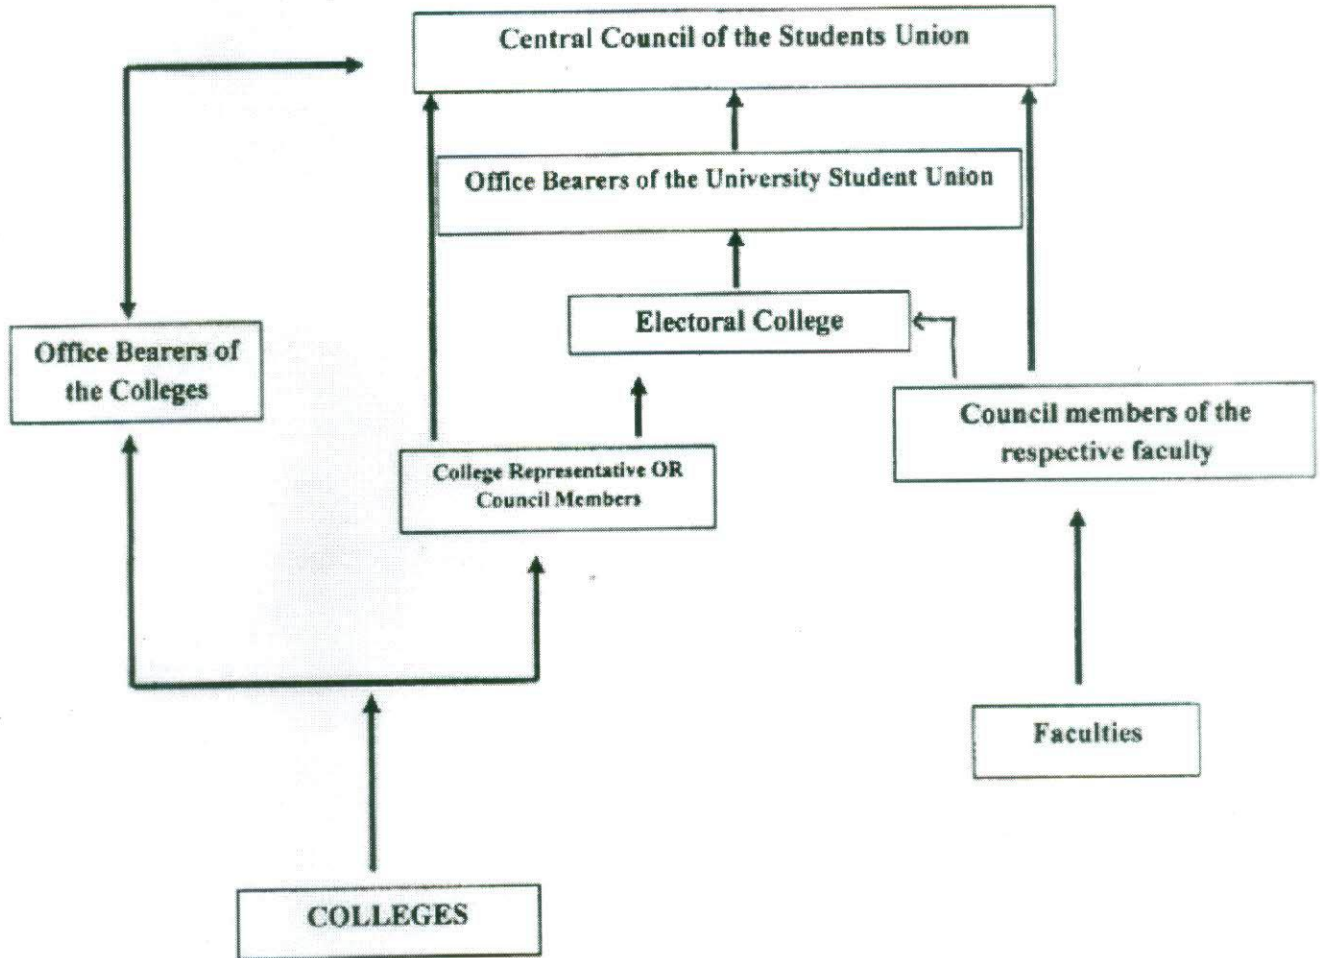 Central Council of the Students Union
Office Bearers of the University Student Union
Electoral College
Office Bearers of
the Colleges
Council members of the
respective faculty
College Representative OR
Council Members
Faculties
COLLEGES